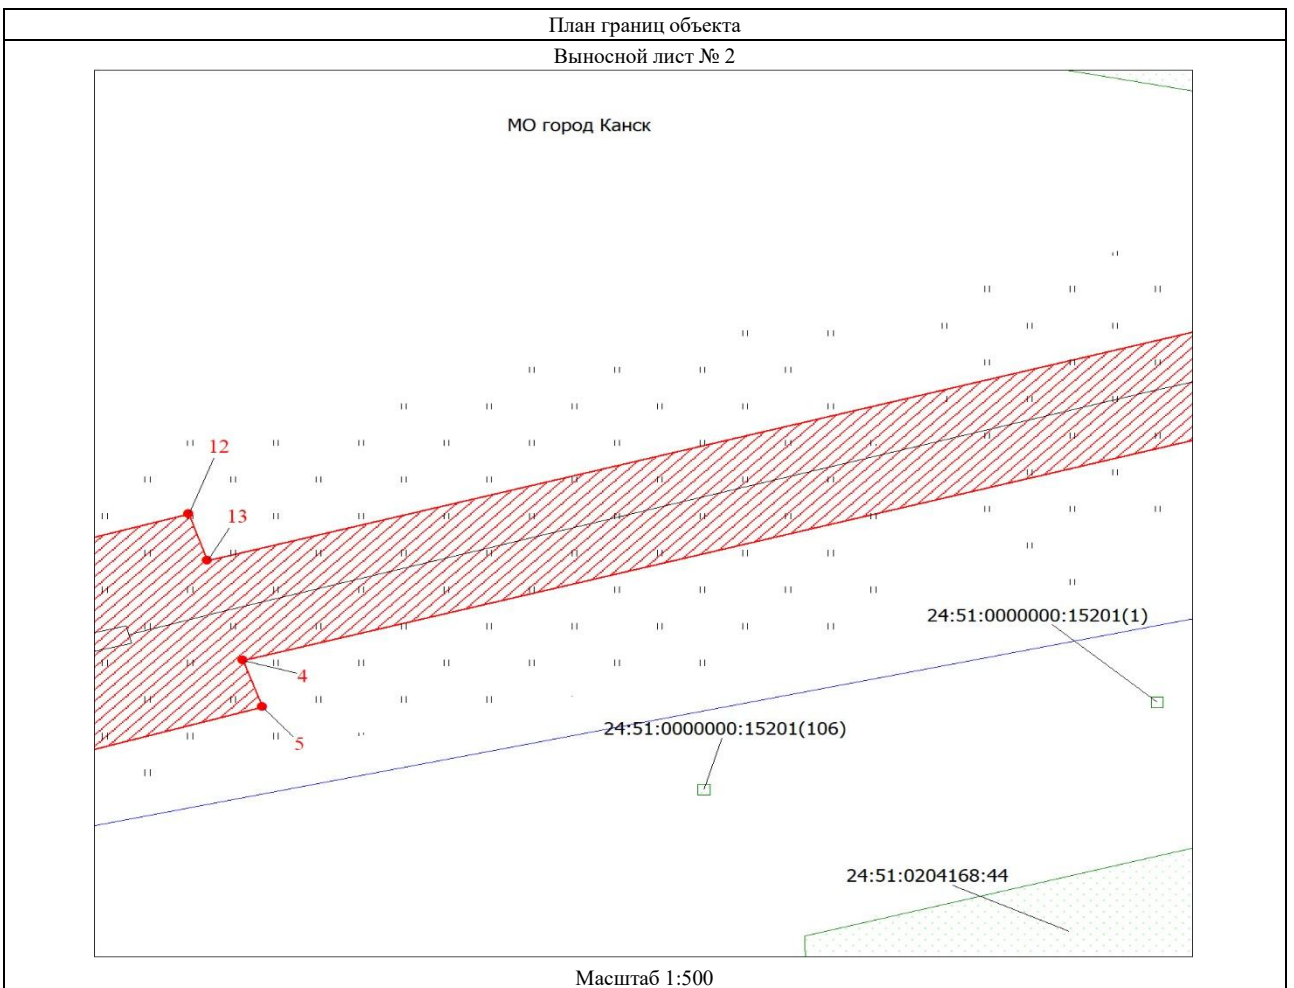 План границ объекта
Выносной лист № 2
МО город Канск
12
13
24:51:0000000:15201(1)
4
24:51:0000000:15201(106)
5
24:51:0204168:44
Масштаб 1:500